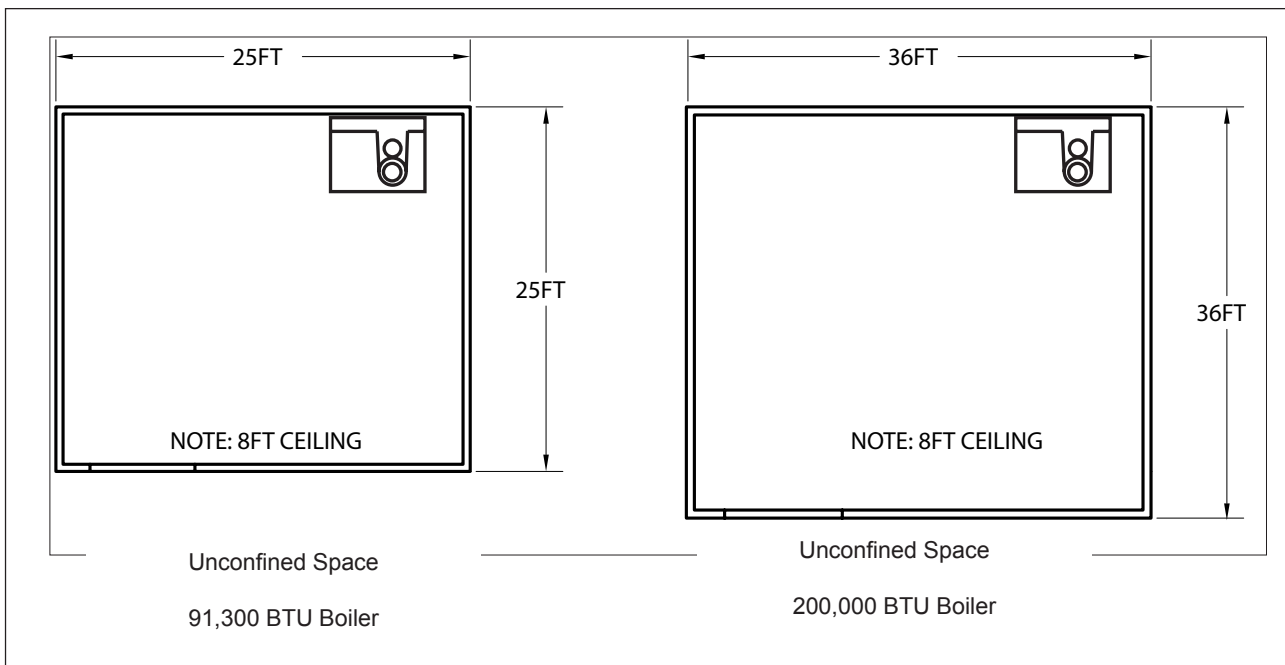 25FT
25FT
NOTE: 8FT CEILING
Unconfined Space
91,300 BTU Boiler
36FT
36FT
NOTE: 8FT CEILING
Unconfined Space
200,000 BTU Boiler